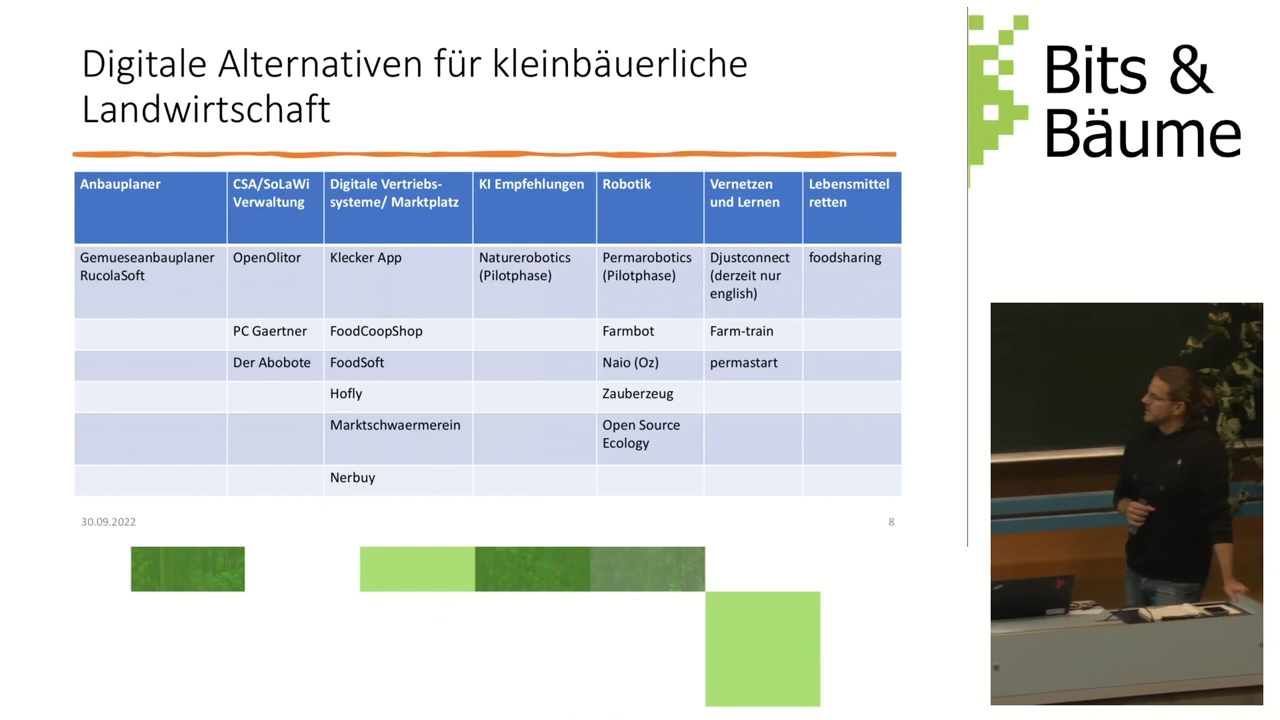 Digitale Alternativen für kleinbäuerliche
Landwirtschaft
Bits &
Bäume
Anbauplaner
CSA/SoLaWi
Verwaltung
Digitale Vertriebs-
systeme/ Marktplatz
KI Empfehlungen
Robotik
Vernetzen
und Lernen
Lebensmittel
retten
Gemueseanbauplaner
RucolaSoft
OpenOlitor
Klecker App
Naturerobotics
(Pilotphase)
Permarobotics
(Pilotphase)
Djustconnect
(derzeit nur
english)
foodsharing
PC Gaertner
FoodCoopShop
Farmbot
Farm-train
Der Abobote
FoodSoft
Naio (Oz)
permastart
Hofly
Zauberzeug
Marktschwaermerein
Open Source
Ecology
Nerbuy
30.09.2022
8